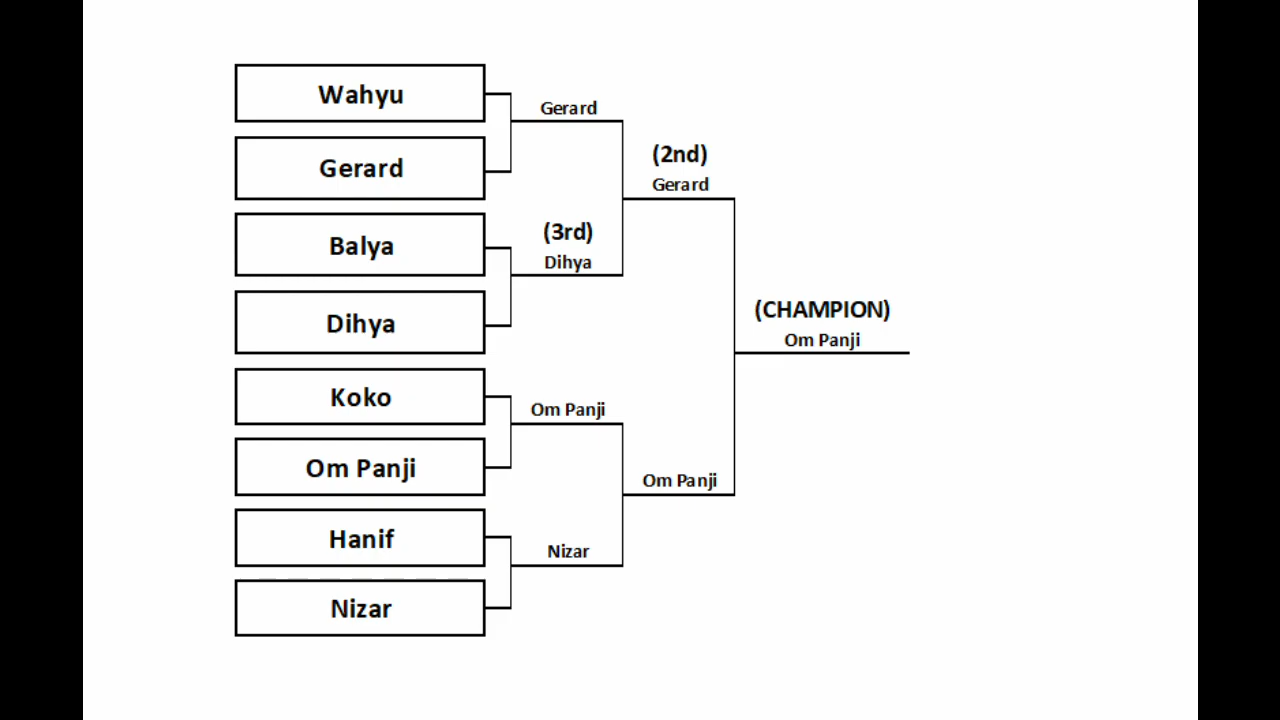 Wahyu
Gerard
Balya
Dihya
Koko
Om Panji
Hanif
Nizar
Gerard
(3rd)
Dihya
Om Panji
Nizar
(2nd)
Gerard
Om Panji
(CHAMPION)
Om Panji